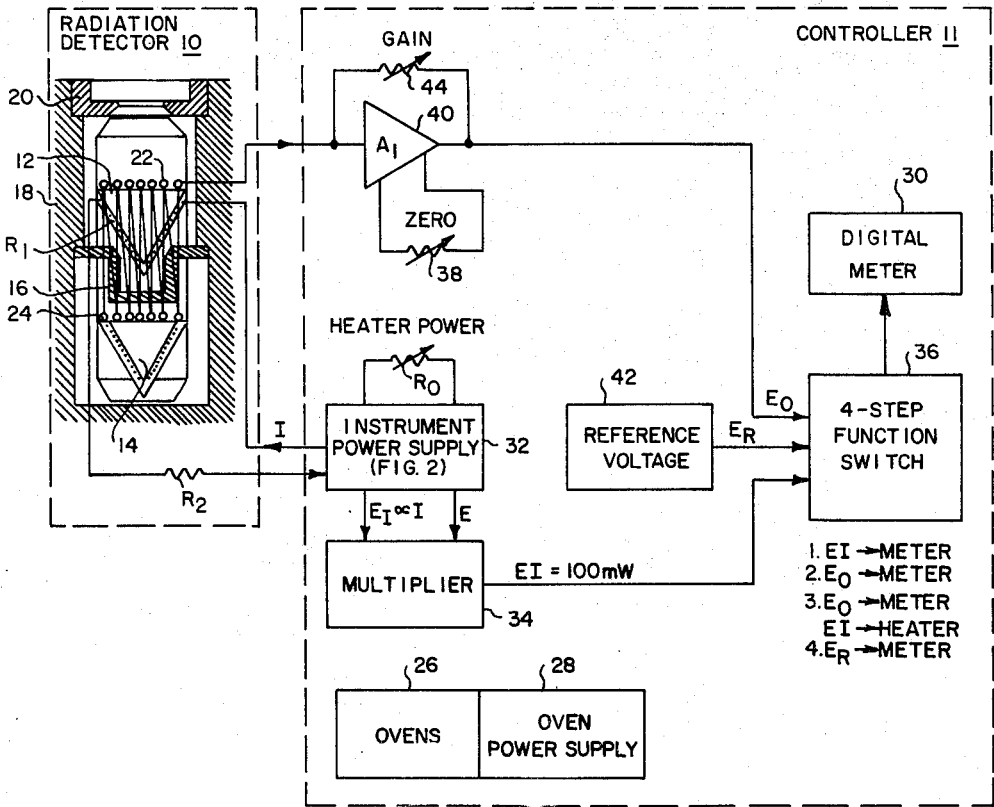 RADIATION
DETECTOR 10
CONTROLLER 11
GAIN
44
40
A1
ZERO
38
20
12
22
18
R1
16
24
14
R2
HEATER POWER
R0
I
INSTRUMENT
POWER SUPPLY
(FIG. 2)
32
EI ∝ I
E
MULTIPLIER
34
EI = 100mW
42
REFERENCE
VOLTAGE
ER
EO
30
DIGITAL
METER
36
4-STEP
FUNCTION
SWITCH
1. EI → METER
2. EO → METER
3. EO → METER
EI → HEATER
4. ER → METER
26
28
OVENS
OVEN
POWER SUPPLY